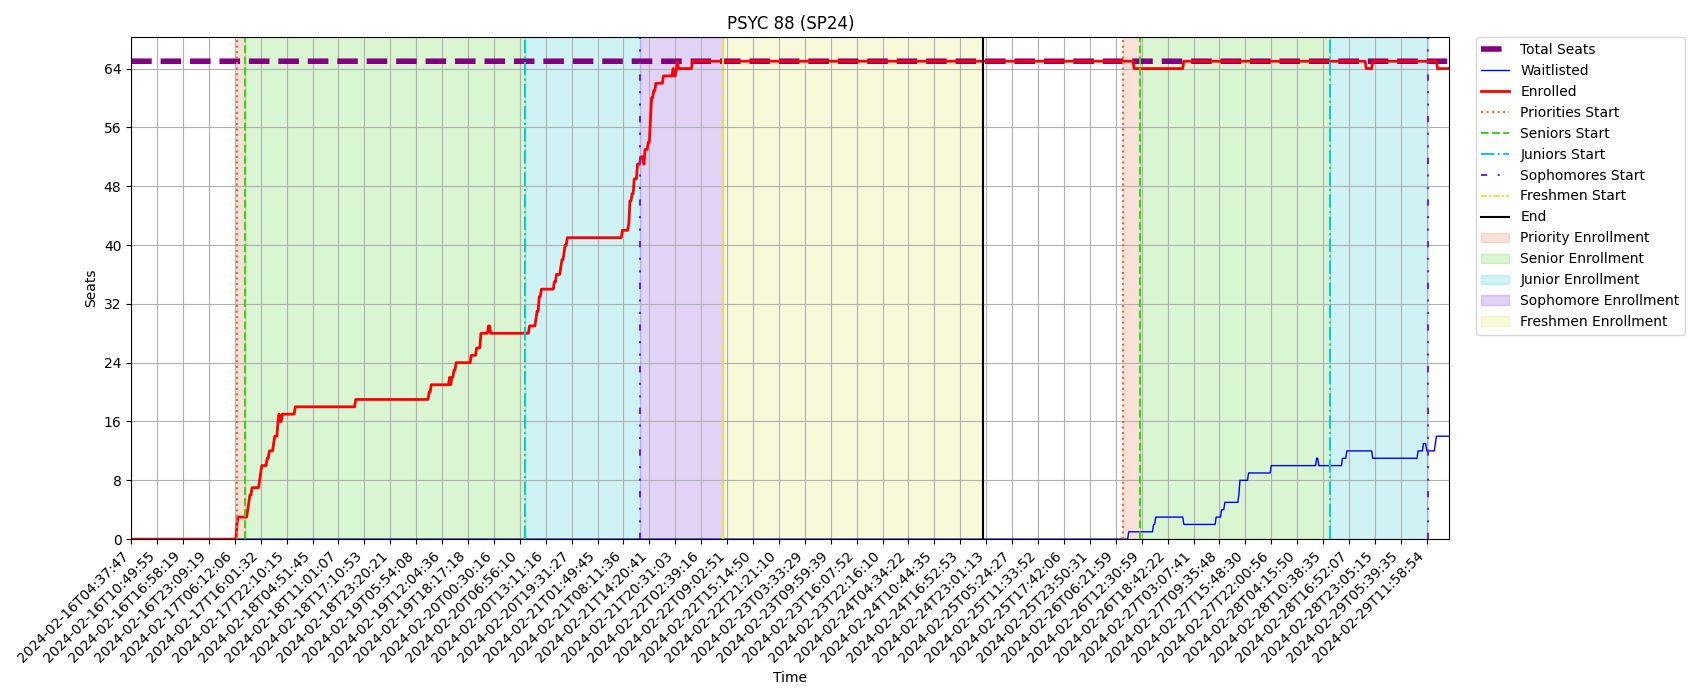 PSYC 88 (SP24)
Seats
64
56
48
40
32
24
16
8
0
2024-02-16T04:37:47
2024-02-16T10:49:55
2024-02-16T16:58:19
2024-02-16T23:09:19
2024-02-17T06:12:06
2024-02-17T16:01:32
2024-02-17T22:10:15
2024-02-18T04:51:45
2024-02-18T11:01:07
2024-02-18T17:10:53
2024-02-18T23:20:21
2024-02-19T05:54:08
2024-02-19T12:04:36
2024-02-19T18:17:18
2024-02-20T00:30:16
2024-02-20T06:56:10
2024-02-20T13:11:16
2024-02-20T19:31:27
2024-02-21T01:49:45
2024-02-21T08:11:36
2024-02-21T14:20:41
2024-02-21T20:31:03
2024-02-22T02:39:16
2024-02-22T09:02:51
2024-02-22T15:14:50
2024-02-22T21:21:10
2024-02-23T03:33:29
2024-02-23T09:59:39
2024-02-23T16:07:52
2024-02-23T22:16:10
2024-02-24T04:34:22
2024-02-24T10:44:35
2024-02-24T16:52:53
2024-02-24T23:01:13
2024-02-25T05:24:27
2024-02-25T11:33:52
2024-02-25T17:42:06
2024-02-25T23:50:31
2024-02-26T06:21:59
2024-02-26T12:30:59
2024-02-26T18:42:22
2024-02-27T03:07:41
2024-02-27T09:35:48
2024-02-27T15:48:30
2024-02-27T22:00:56
2024-02-28T04:15:50
2024-02-28T10:38:35
2024-02-28T16:52:07
2024-02-28T23:05:15
2024-02-29T05:39:35
2024-02-29T11:58:54
Time
Total Seats
Waitlisted
Enrolled
Priorities Start
Seniors Start
Juniors Start
Sophomores Start
Freshmen Start
End
Priority Enrollment
Senior Enrollment
Junior Enrollment
Sophomore Enrollment
Freshmen Enrollment